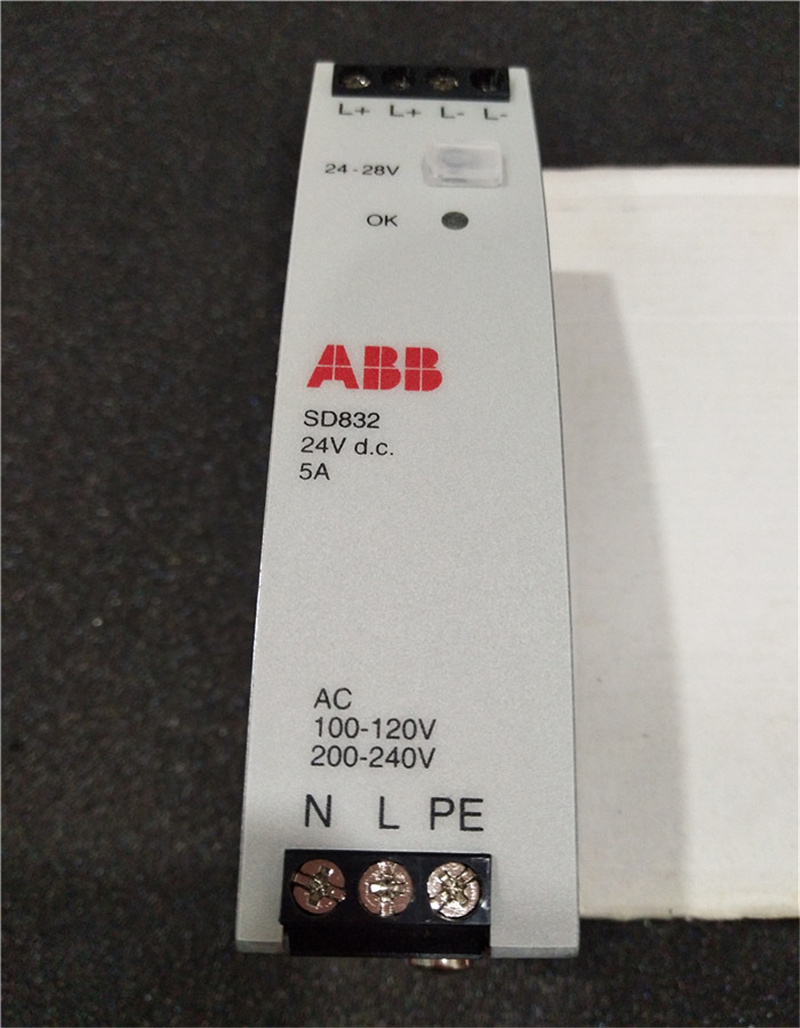 L+ L+ L- L-
24-28V
OK
ABB
SD832
24V d.c.
5A
AC
100-120V
200-240V
N L PE